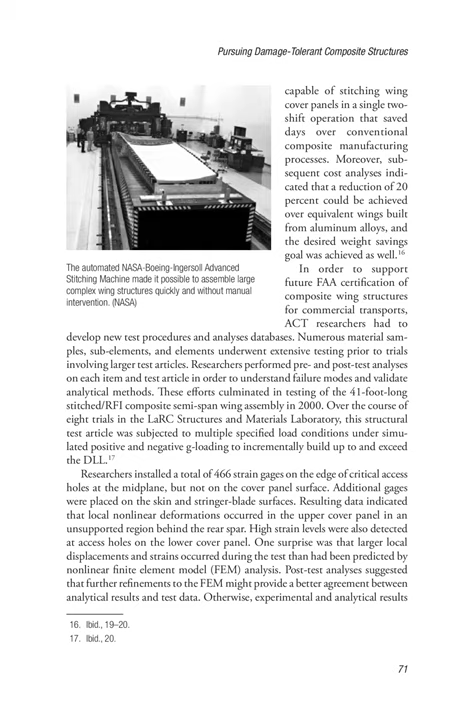 Pursuing Damage-Tolerant Composite Structures
The automated NASA-Boeing-Ingersoll Advanced
Stitching Machine made it possible to assemble large
complex wing structures quickly and without manual
intervention. (NASA)
capable of stitching wing
cover panels in a single two-
shift operation that saved
days over conventional
composite manufacturing
processes. Moreover, sub-
sequent cost analyses indi-
cated that a reduction of 20
percent could be achieved
over equivalent wings built
from aluminum alloys, and
the desired weight savings
goal was achieved as well.16
In order to support
future FAA certification of
composite wing structures
for commercial transports,
ACT researchers had to
develop new test procedures and analyses databases. Numerous material sam-
ples, sub-elements, and elements underwent extensive testing prior to trials
involving larger test articles. Researchers performed pre- and post-test analyses
on each item and test article in order to understand failure modes and validate
analytical methods. These efforts culminated in testing of the 41-foot-long
stitched/RFI composite semi-span wing assembly in 2000. Over the course of
eight trials in the LaRC Structures and Materials Laboratory, this structural
test article was subjected to multiple specified load conditions under simu-
lated positive and negative g-loading to incrementally build up to and exceed
the DLL.17
Researchers installed a total of 466 strain gages on the edge of critical access
holes at the midplane, but not on the cover panel surface. Additional gages
were placed on the skin and stringer-blade surfaces. Resulting data indicated
that local nonlinear deformations occurred in the upper cover panel in an
unsupported region behind the rear spar. High strain levels were also detected
at access holes on the lower cover panel. One surprise was that larger local
displacements and strains occurred during the test than had been predicted by
nonlinear finite element model (FEM) analysis. Post-test analyses suggested
that further refinements to the FEM might provide a better agreement between
analytical results and test data. Otherwise, experimental and analytical results
16. Ibid., 19–20.
17. Ibid., 20.
71